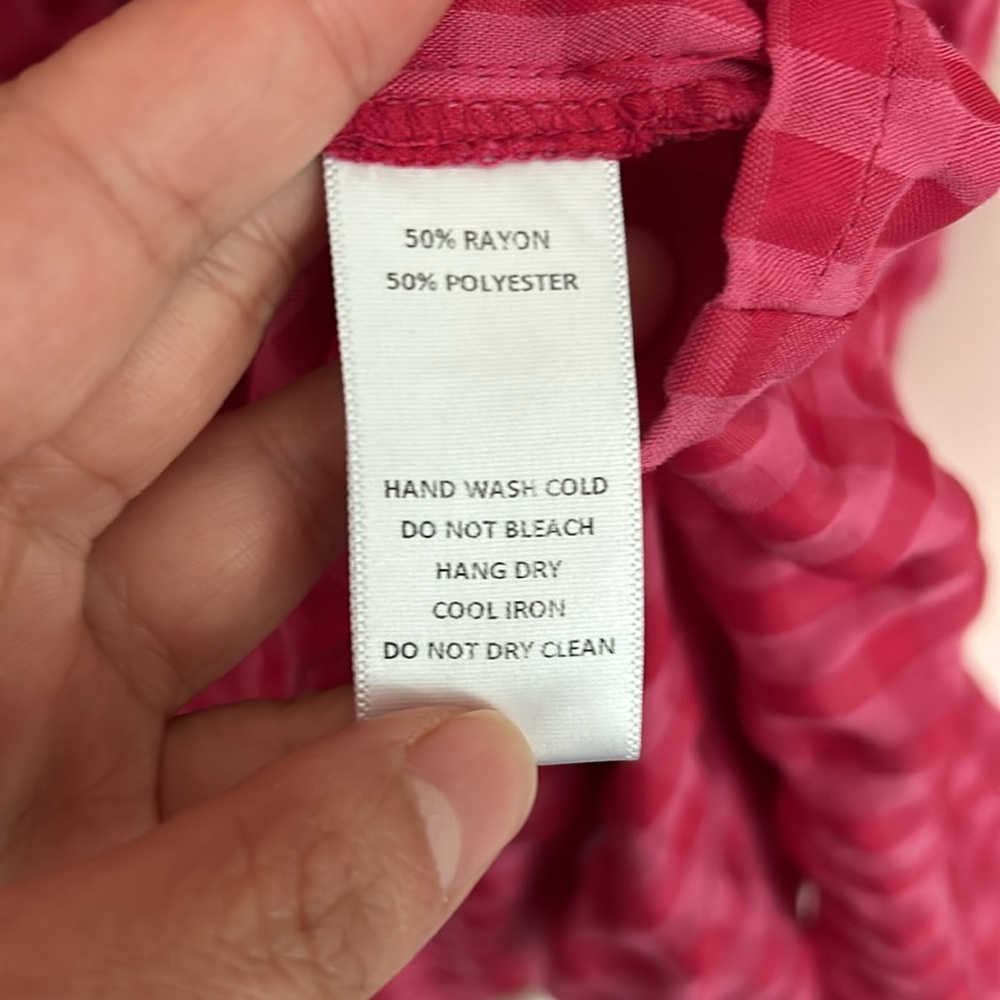 50% RAYON
50% POLYESTER
HAND WASH COLD
DO NOT BLEACH
HANG DRY
COOL IRON
DO NOT DRY CLEAN